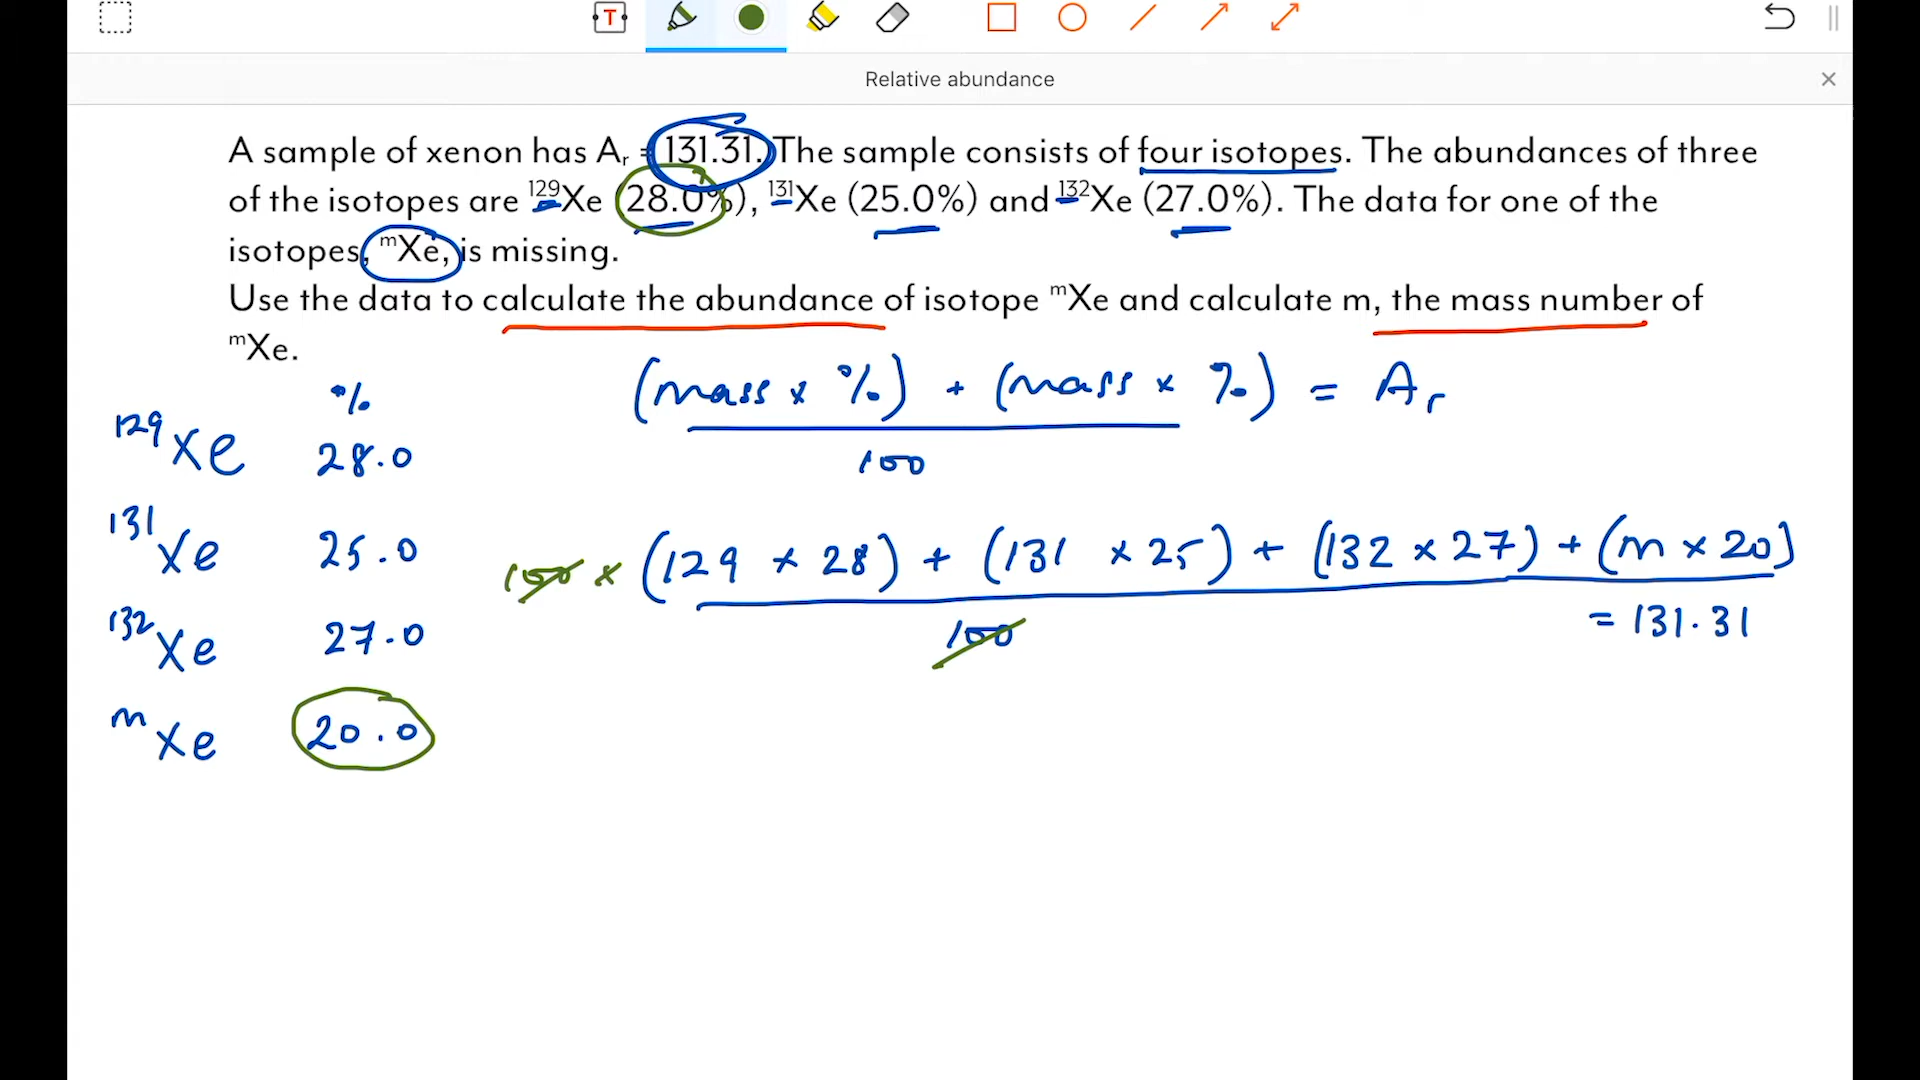 T
Relative abundance
A sample of xenon has Aᵣ = 131.31. The sample consists of four isotopes. The abundances of three
of the isotopes are ¹²⁹Xe (28.0%), ¹³¹Xe (25.0%) and ¹³²Xe (27.0%). The data for one of the
isotopes, ᵐXe, is missing.
Use the data to calculate the abundance of isotope ᵐXe and calculate m, the mass number of
ᵐXe.
(mass × %) + (mass × %) = Aᵣ
100
%
¹²⁹Xe 28.0
¹³¹Xe 25.0
¹³²Xe 27.0
ᵐXe 20.0
100 × (129 × 28) + (131 × 25) + (132 × 27) + (m × 20)
100
= 131.31